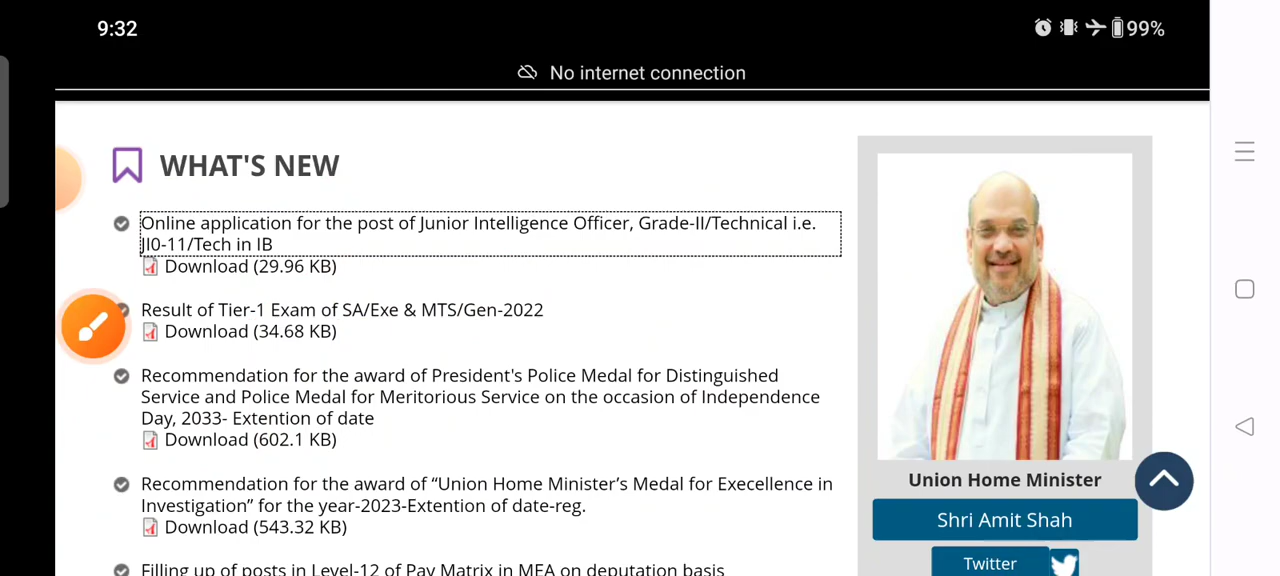 9:32
99%
No internet connection
WHAT'S NEW
Online application for the post of Junior Intelligence Officer, Grade-II/Technical i.e.
JI0-11/Tech in IB
Download (29.96 KB)
Result of Tier-1 Exam of SA/Exe & MTS/Gen-2022
Download (34.68 KB)
Recommendation for the award of President's Police Medal for Distinguished
Service and Police Medal for Meritorious Service on the occasion of Independence
Day, 2033- Extention of date
Download (602.1 KB)
Recommendation for the award of “Union Home Minister’s Medal for Execellence in
Investigation” for the year-2023-Extention of date-reg.
Download (543.32 KB)
Filling up of posts in Level-12 of Pay Matrix in MEA on deputation basis
Union Home Minister
Shri Amit Shah
Twitter